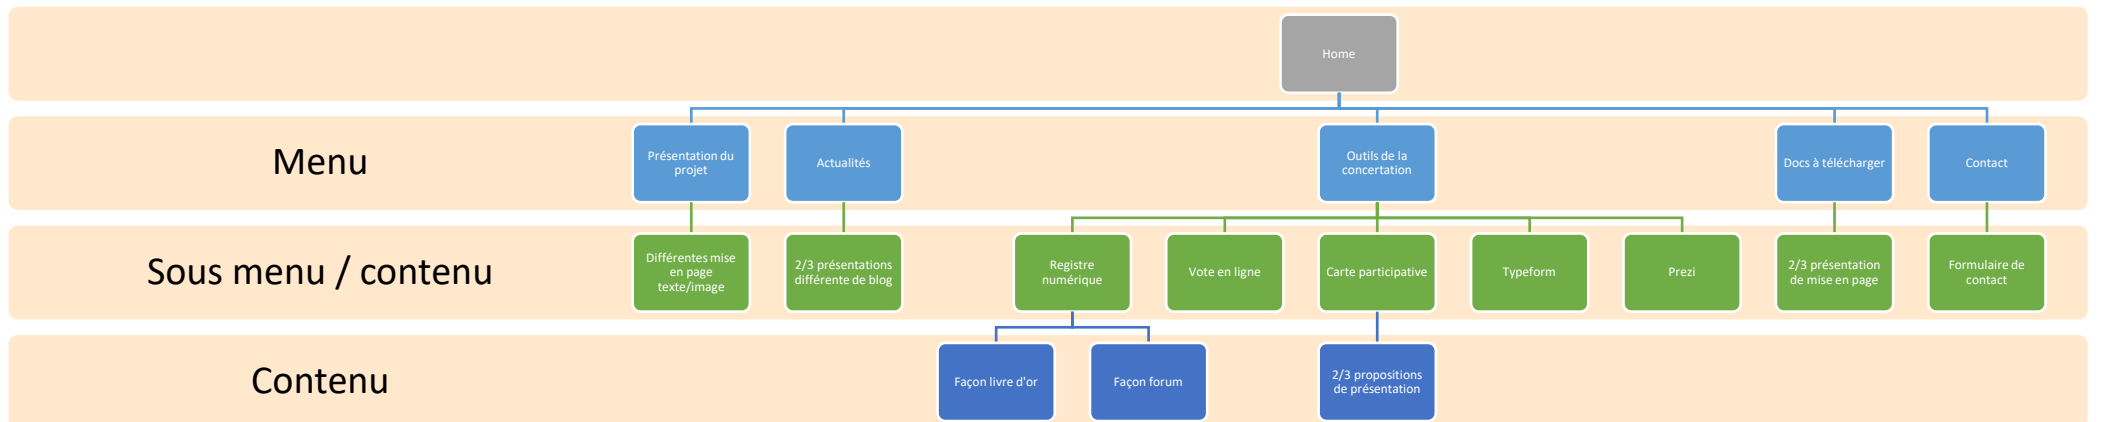 Home
Menu
Présentation du
projet
Actualités
Outils de la
concertation
Docs à télécharger
Contact
Sous menu / contenu
Différentes mise
en page
texte/image
2/3 présentations
différente de blog
Registre
numérique
Vote en ligne
Carte participative
Typeform
Prezi
2/3 présentation
de mise en page
Formulaire de
contact
Contenu
Façon livre d'or
Façon forum
2/3 propositions
de présentation